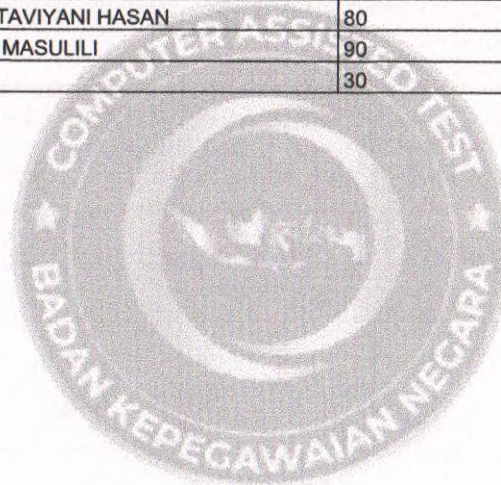 TAVIYANI HASAN 80
MASULILI 90
30
COMPUTER ASSISTED TEST
BADAN KEPEGAWAIAN NEGARA